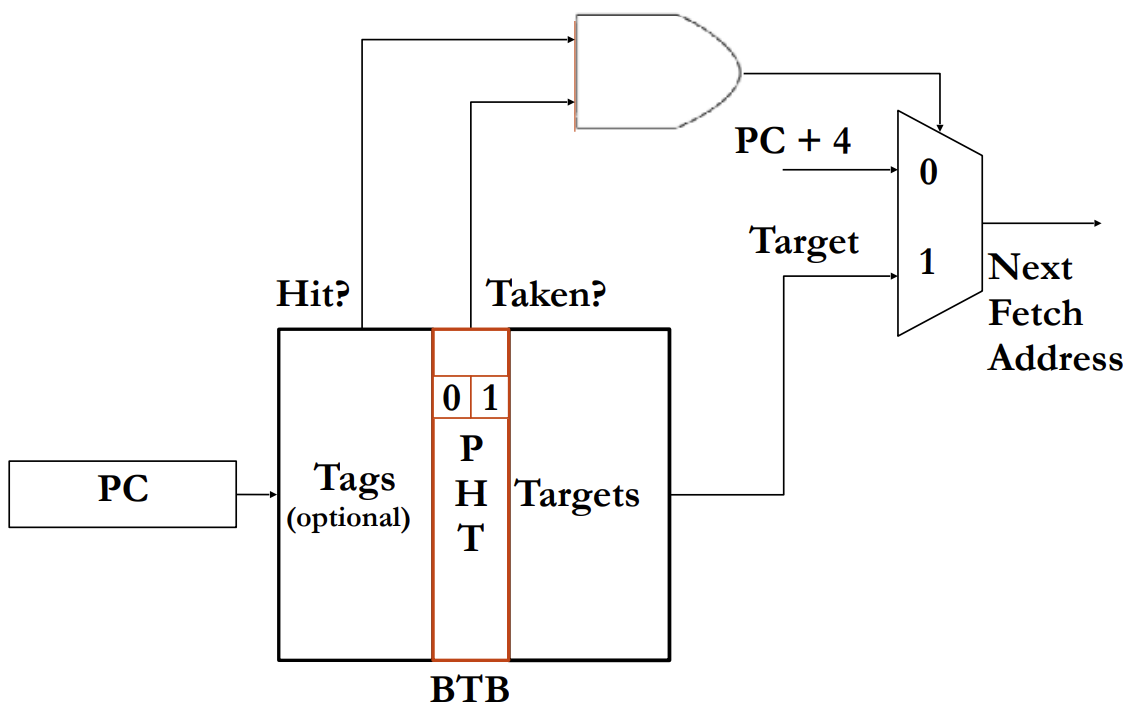 PC + 4
0
Target
1
Hit?
Taken?
Next
Fetch
Address
0 1
P
H
T
PC
Tags
(optional)
Targets
BTB